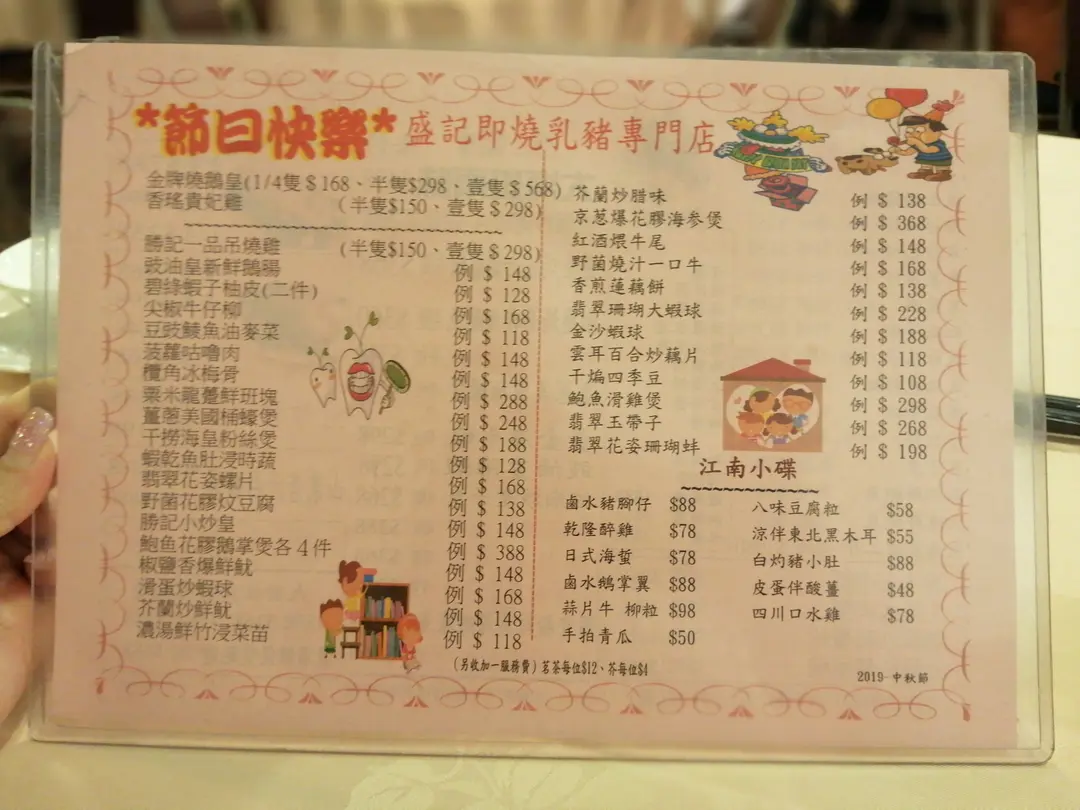 *節日快樂* 盛記即燒乳豬專門店
金牌燒鵝皇(1/4隻$168、半隻$298、壹隻$568)
香瑤貴妃雞 (半隻$150、壹隻$298)
勝記一品吊燒雞 (半隻$150、壹隻$298)
豉油皇新鮮鵝腸 例 $ 148
碧绿蝦子柚皮(二件) 例 $ 128
尖椒牛仔柳 例 $ 168
豆豉鯪魚油麥菜 例 $ 118
菠蘿咕嚕肉 例 $ 148
欖角冰梅骨 例 $ 148
粟米龍躉鮮班塊 例 $ 288
薑蔥美國桶蠔煲 例 $ 248
干撈海皇粉絲煲 例 $ 188
蝦乾魚肚浸時蔬 例 $ 128
翡翠花姿螺片 例 $ 168
野菌花膠炆豆腐 例 $ 138
勝記小炒皇 例 $ 148
鮑魚花膠鵝掌煲各4件 例 $ 388
椒鹽香爆鮮魷 例 $ 148
滑蛋炒蝦球 例 $ 168
芥蘭炒鮮魷 例 $ 148
濃湯鮮竹浸菜苗 例 $ 118
芥蘭炒腊味 例 $ 138
京葱爆花膠海参煲 例 $ 368
紅酒煨牛尾 例 $ 148
野菌燒汁一口牛 例 $ 168
香煎蓮藕餅 例 $ 138
翡翠珊瑚大蝦球 例 $ 228
金沙蝦球 例 $ 188
雲耳百合炒藕片 例 $ 118
干煸四季豆 例 $ 108
鮑魚滑雞煲 例 $ 298
翡翠玉帶子 例 $ 268
翡翠花姿珊瑚蚌 例 $ 198
江南小碟
鹵水豬腳仔 $88
乾隆醉雞 $78
日式海蜇 $78
鹵水鵝掌翼 $88
蒜片牛 柳粒 $98
手拍青瓜 $50
八味豆腐粒 $58
涼伴東北黑木耳 $55
白灼豬小肚 $88
皮蛋伴酸薑 $48
四川口水雞 $78
(另收加一服務費) 茗茶每位$12、芥每位$4
2019-中秋節